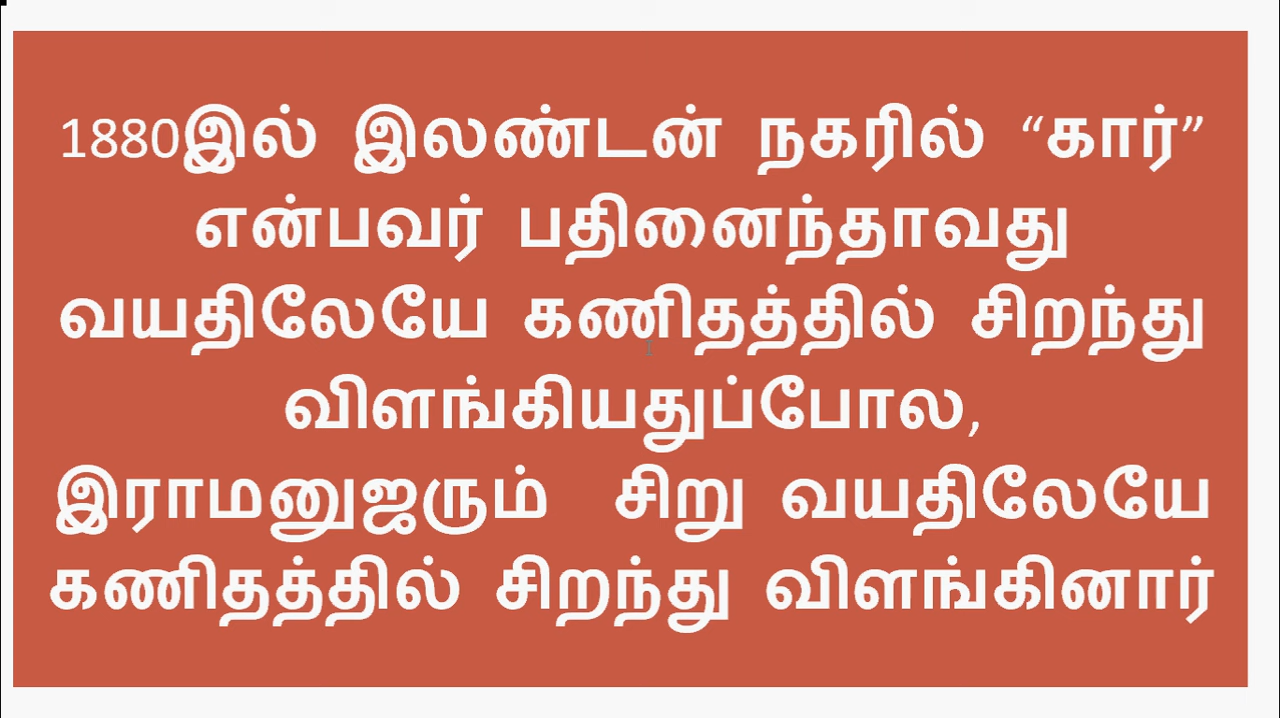 1880இல் இலண்டன் நகரில் “கார்”
என்பவர் பதினைந்தாவது
வயதிலேயே கணிதத்தில் சிறந்து
விளங்கியதுப்போல,
இராமனுஜரும் சிறு வயதிலேயே
கணிதத்தில் சிறந்து விளங்கினார்